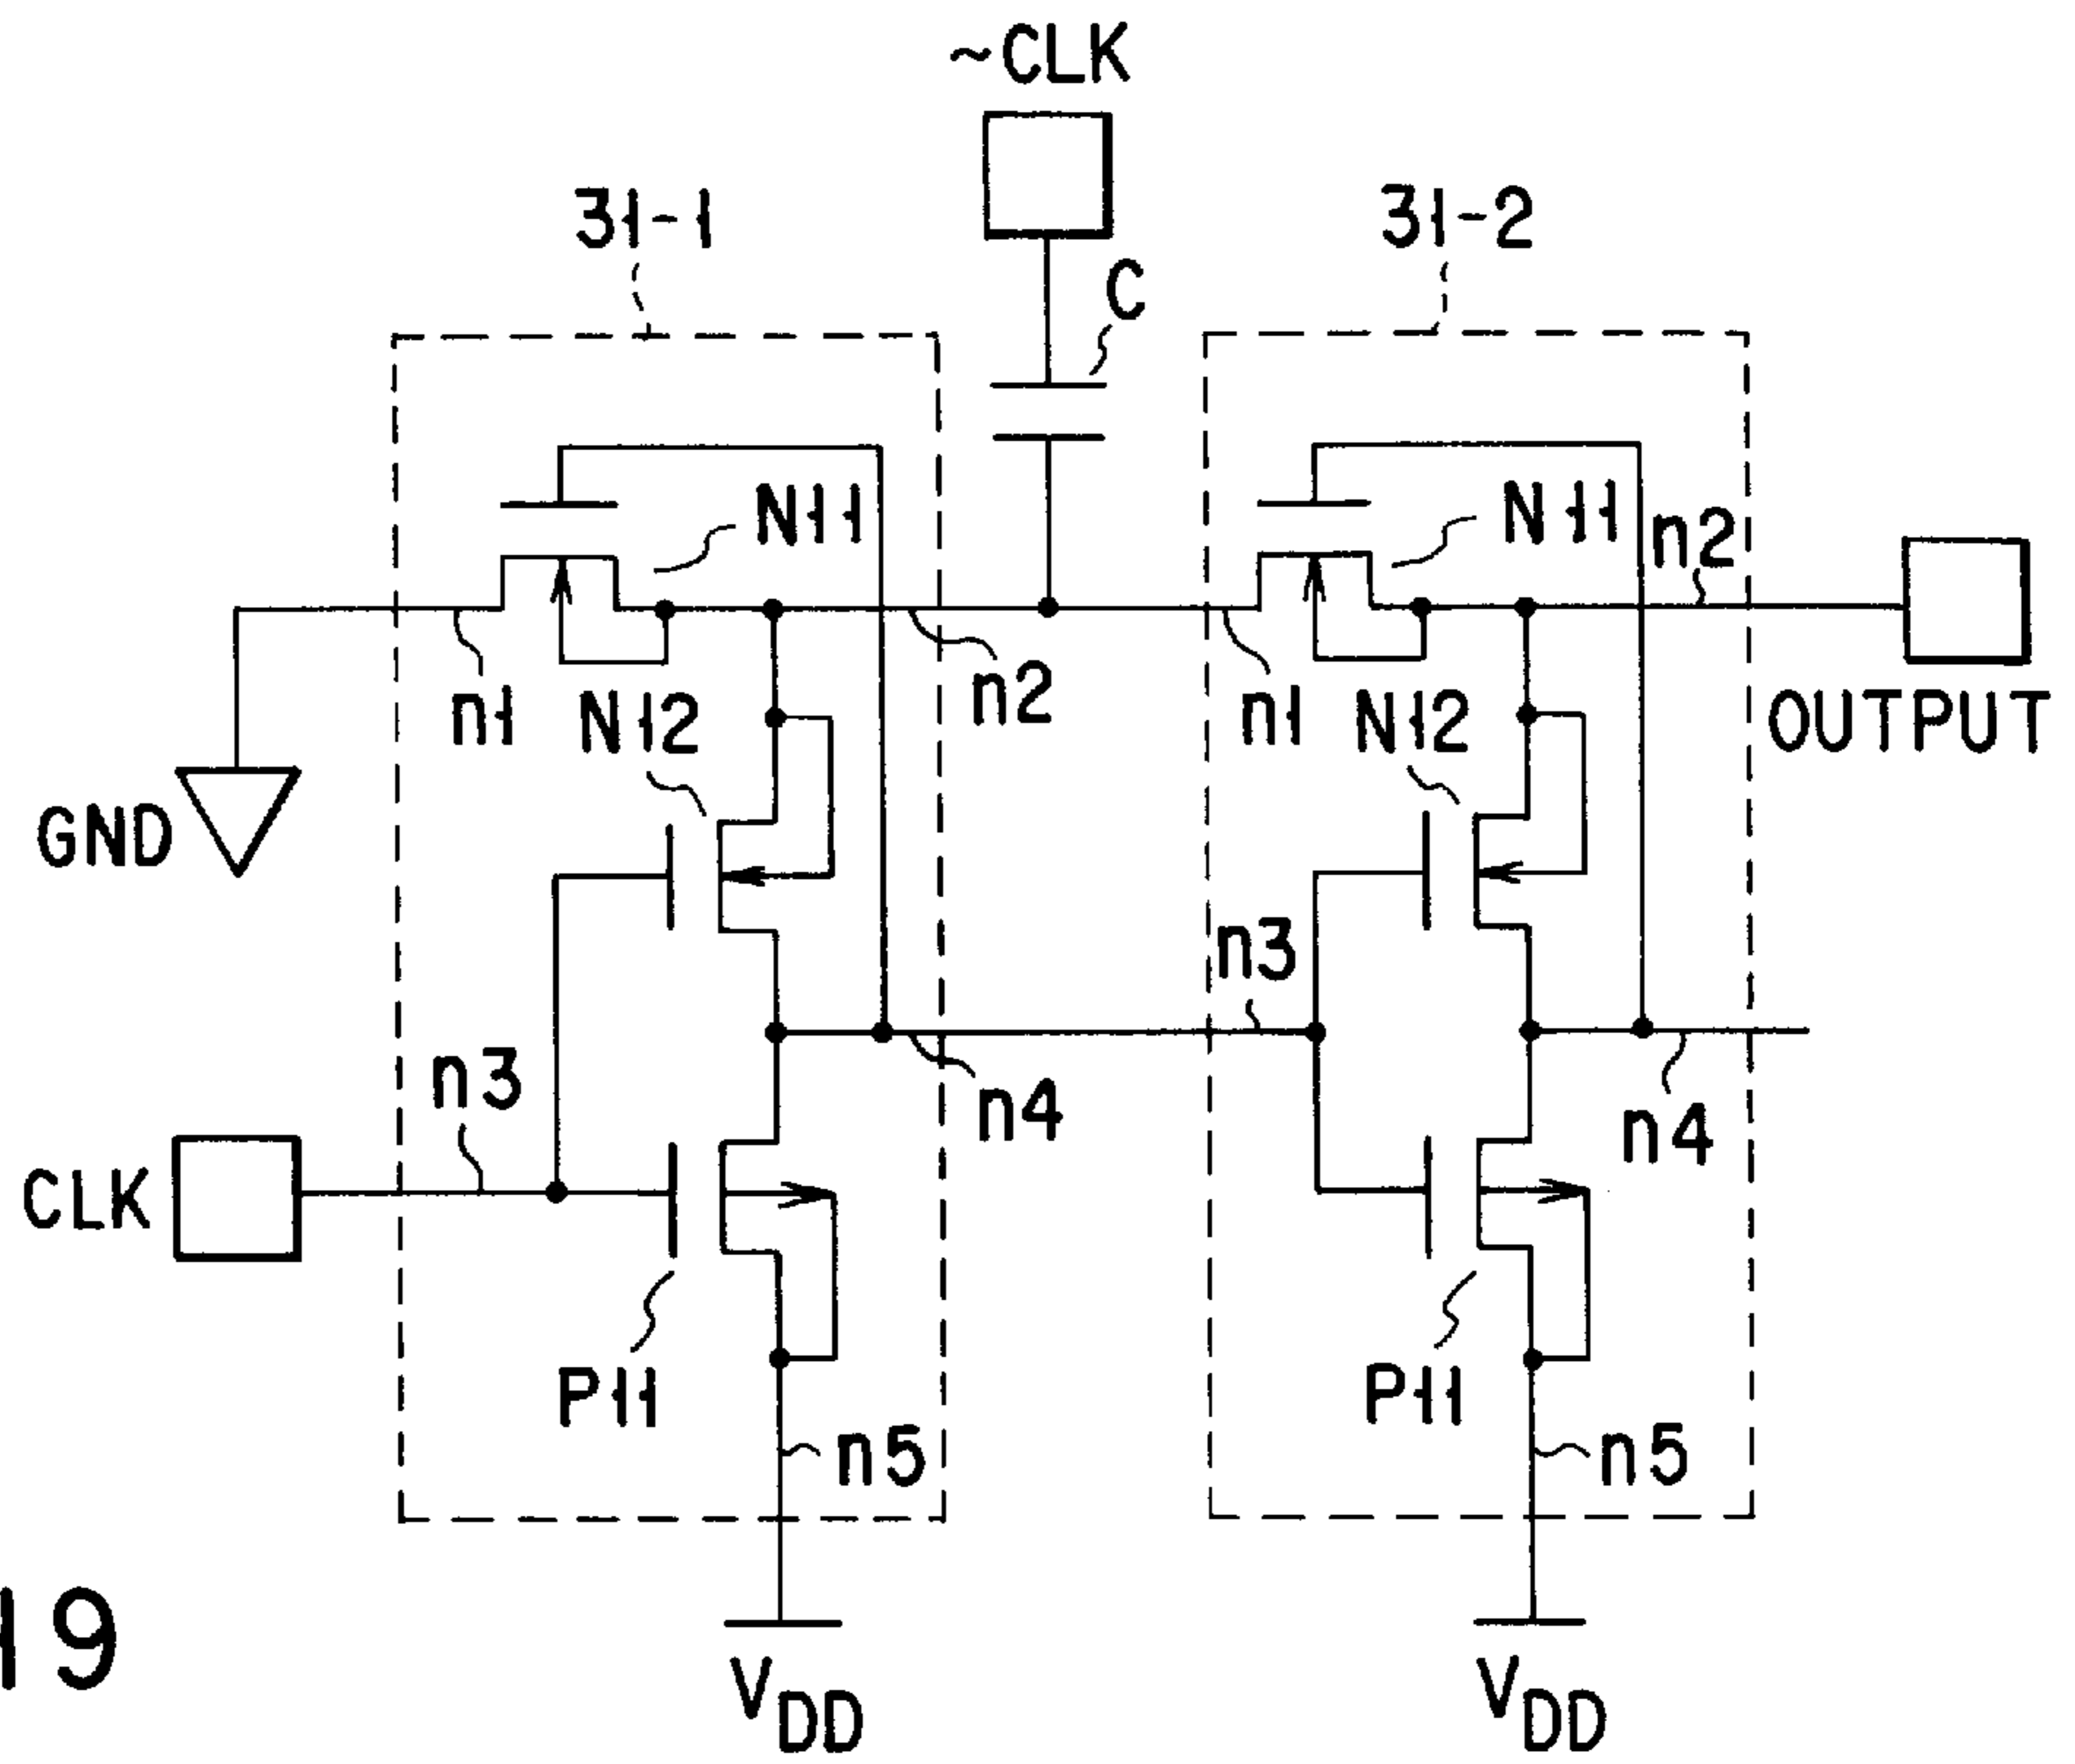 ~CLK
31-1
31-2
C
N11
N11
n2
n1
N12
n2
n1
N12
OUTPUT
GND
n3
n3
n4
n4
CLK
P11
P11
n5
n5
19
VDD
VDD